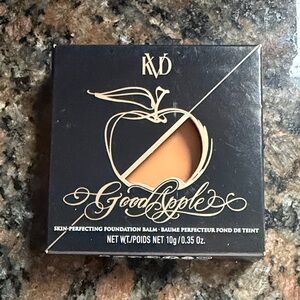 KVD
Good Apple
SKIN-PERFECTING FOUNDATION BALM • BAUME PERFECTEUR FOND DE TEINT
NET WT./POIDS NET 10g / 0.35 Oz.